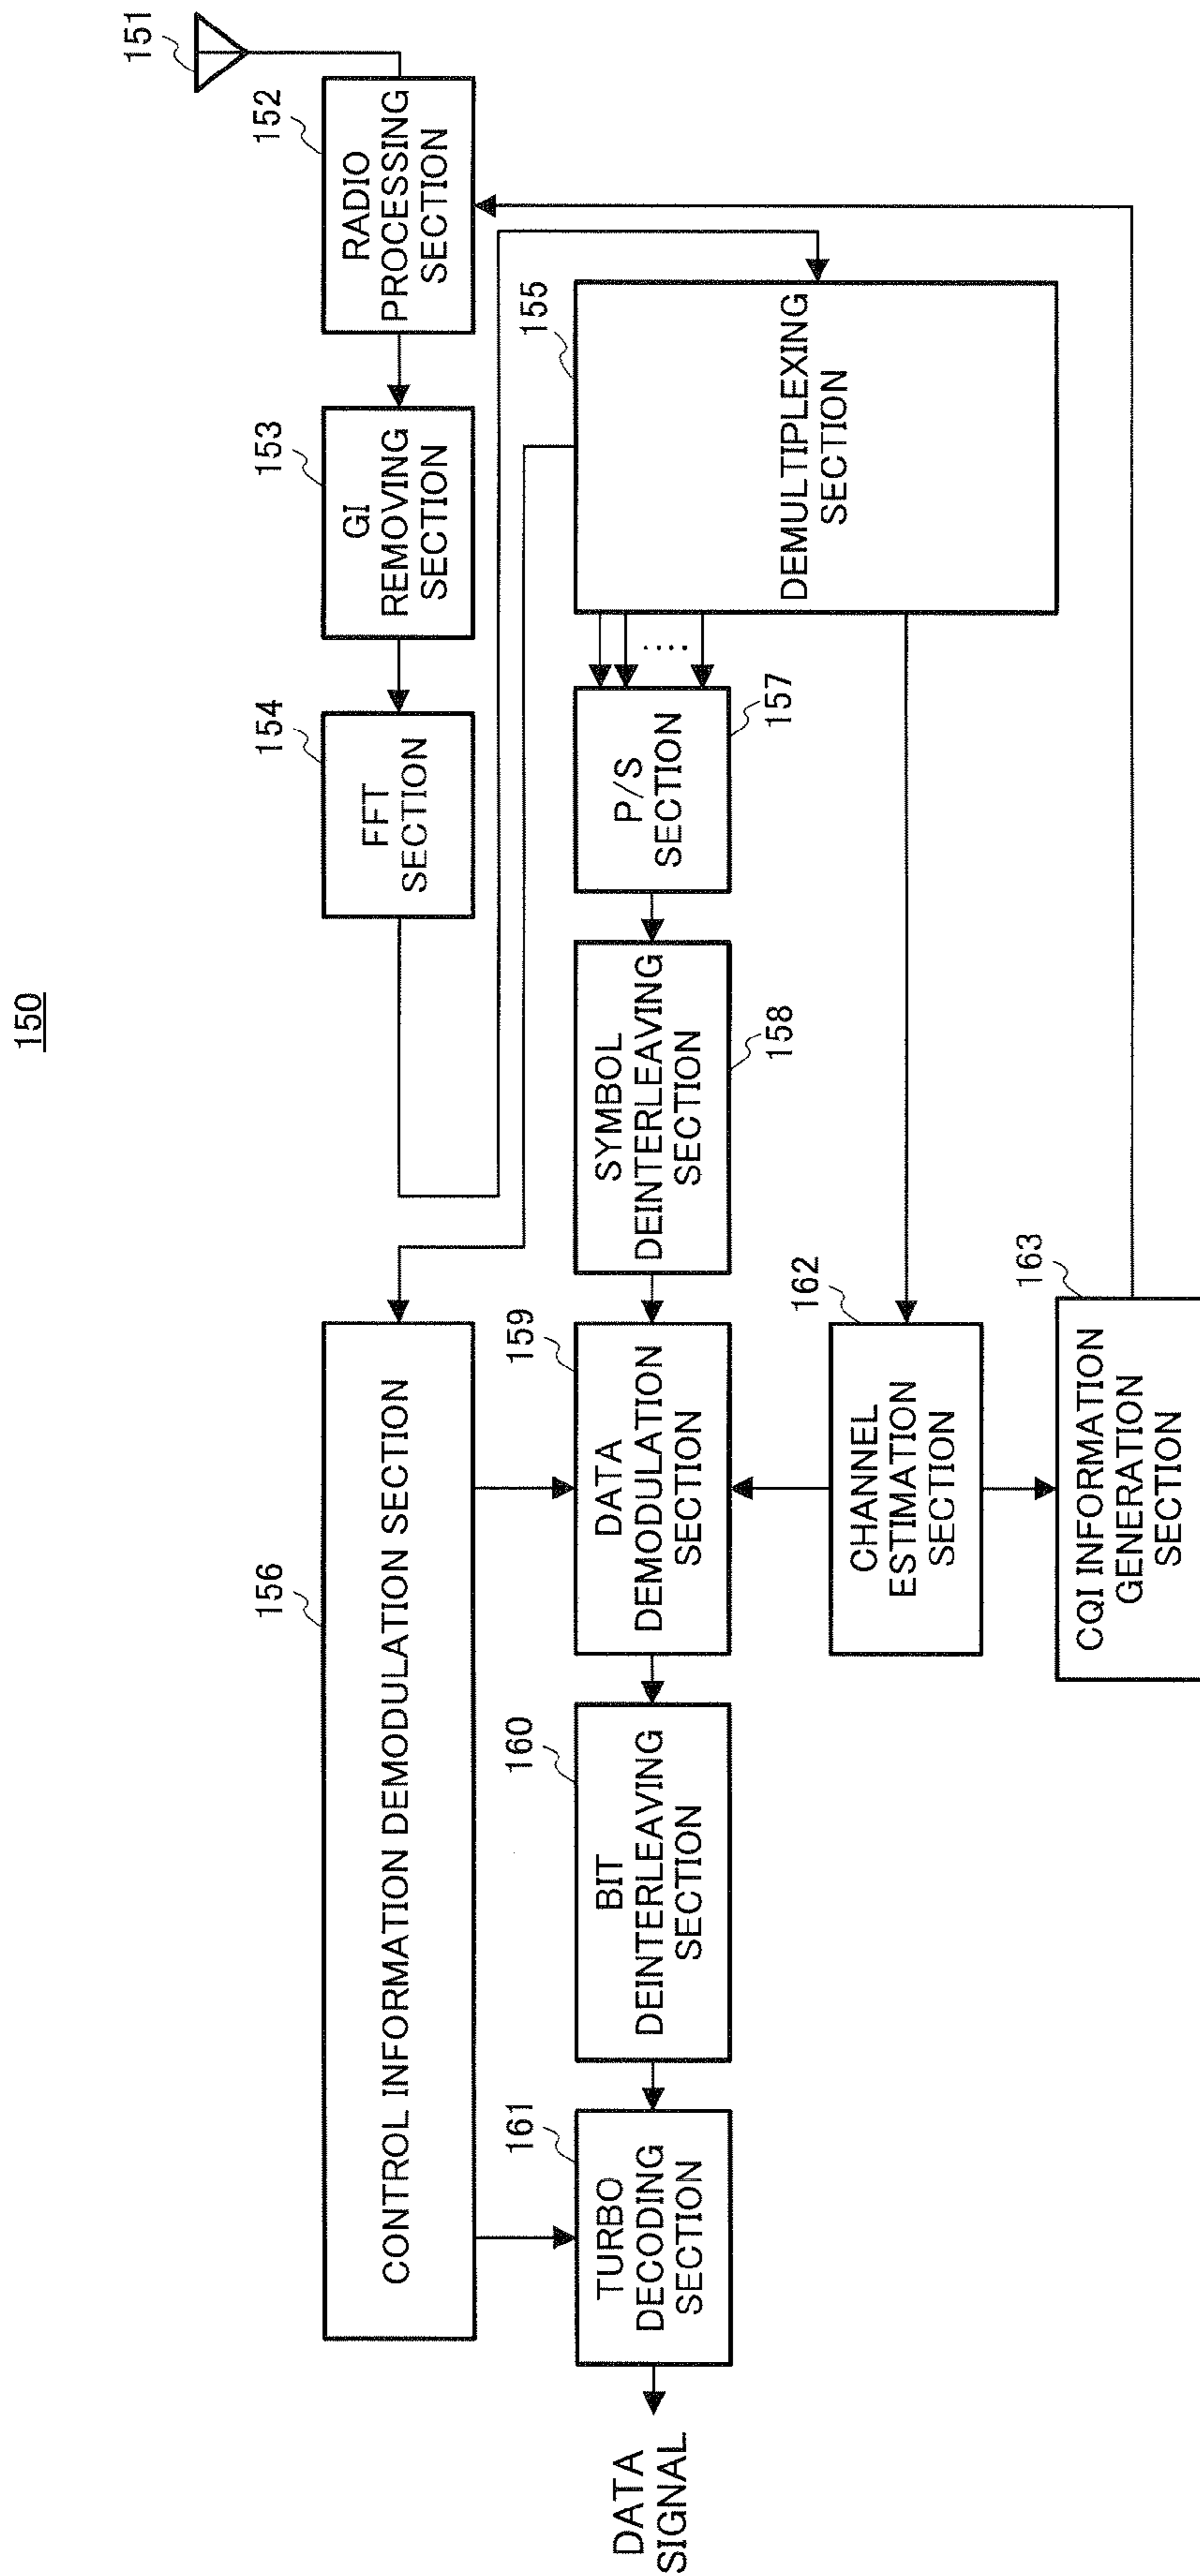 150
151
152
RADIO
PROCESSING
SECTION
153
GI
REMOVING
SECTION
154
FFT
SECTION
155
DEMULTIPLEXING
SECTION
156
CONTROL INFORMATION DEMODULATION SECTION
157
P/S
SECTION
158
SYMBOL
DEINTERLEAVING
SECTION
159
DATA
DEMODULATION
SECTION
160
BIT
DEINTERLEAVING
SECTION
161
TURBO
DECODING
SECTION
DATA
SIGNAL
162
CHANNEL
ESTIMATION
SECTION
163
CQI INFORMATION
GENERATION
SECTION